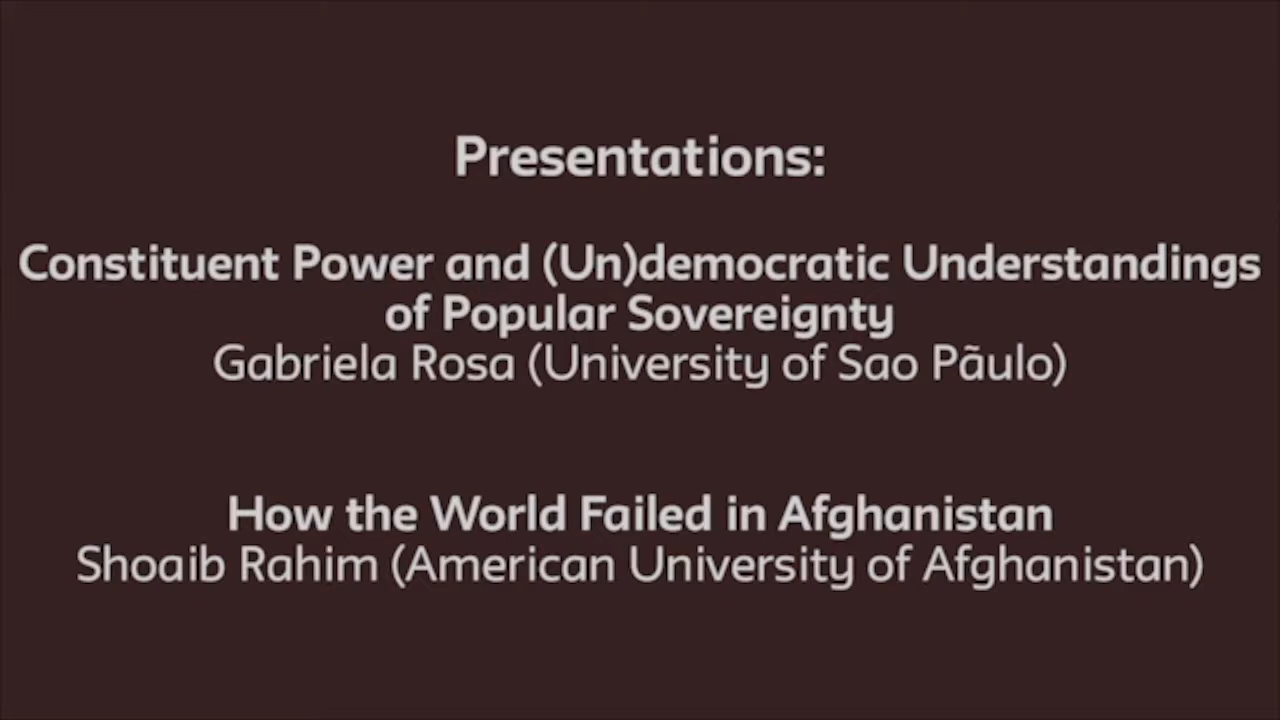 Presentations:
Constituent Power and (Un)democratic Understandings
of Popular Sovereignty
Gabriela Rosa (University of Sao Pãulo)
How the World Failed in Afghanistan
Shoaib Rahim (American University of Afghanistan)